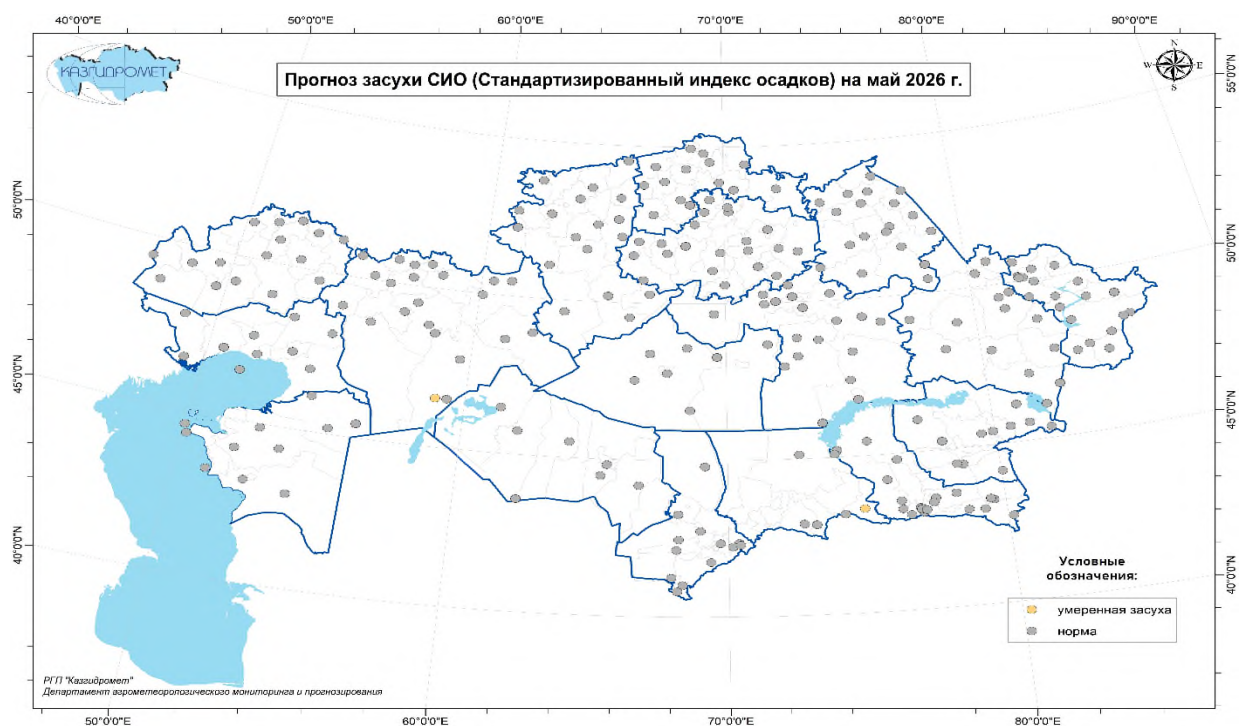 40°0'0"E
50°0'0"E
60°0'0"E
70°0'0"E
80°0'0"E
90°0'0"E
КАЗГИДРОМЕТ
Прогноз засухи СИО (Стандартизированный индекс осадков) на май 2026 г.
N
W
E
S
55°0'0"N
50°0'0"N
50°0'0"N
45°0'0"N
45°0'0"N
40°0'0"N
40°0'0"N
Условные
обозначения:
умеренная засуха
норма
РГП "Казгидромет"
Департамент агрометеорологического мониторинга и прогнозирования
50°0'0"E
60°0'0"E
70°0'0"E
80°0'0"E